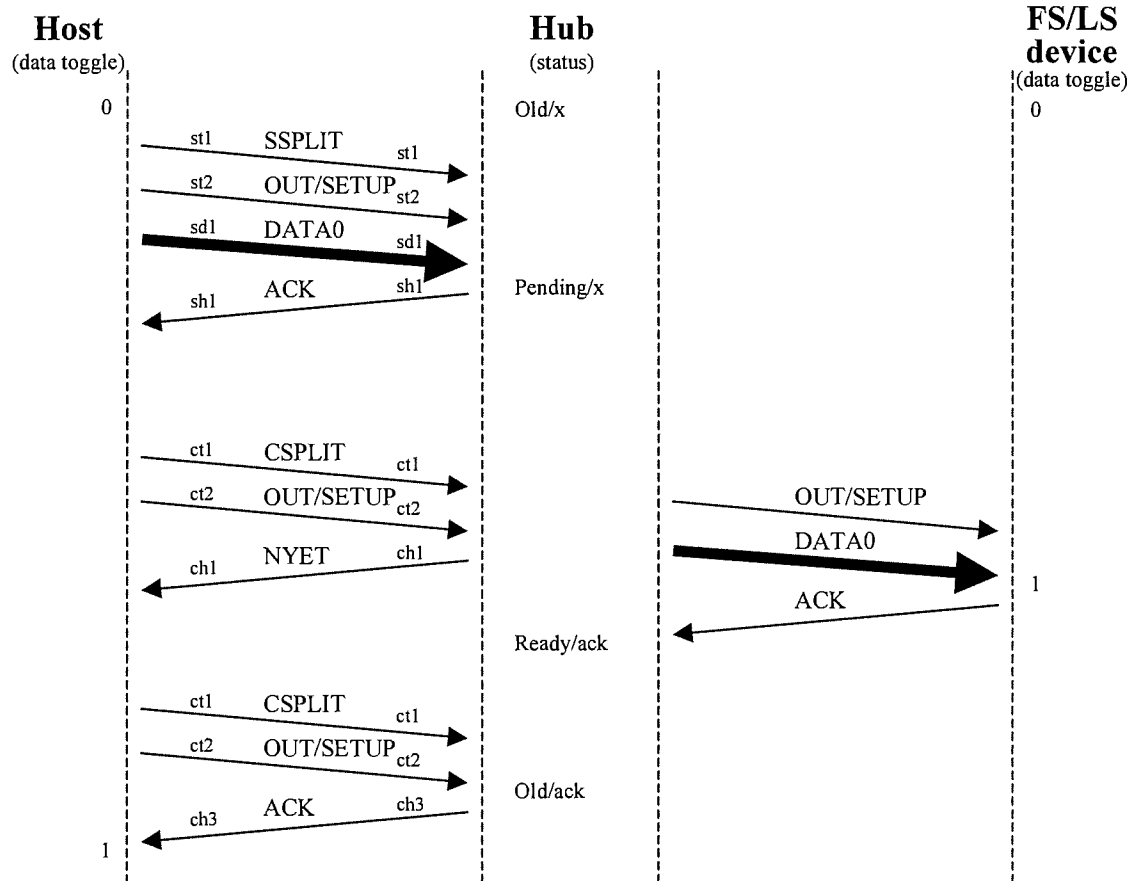 Host
(data toggle)
Hub
(status)
FS/LS
device
(data toggle)
0
Old/x
0
st1 SSPLIT st1
st2 OUT/SETUP st2
sd1 DATA0 sd1
Pending/x
sh1 ACK sh1
ct1 CSPLIT ct1
ct2 OUT/SETUP ct2
OUT/SETUP
ch1 NYET ch1
DATA0
1
ACK
Ready/ack
ct1 CSPLIT ct1
ct2 OUT/SETUP ct2
Old/ack
ch3 ACK ch3
1